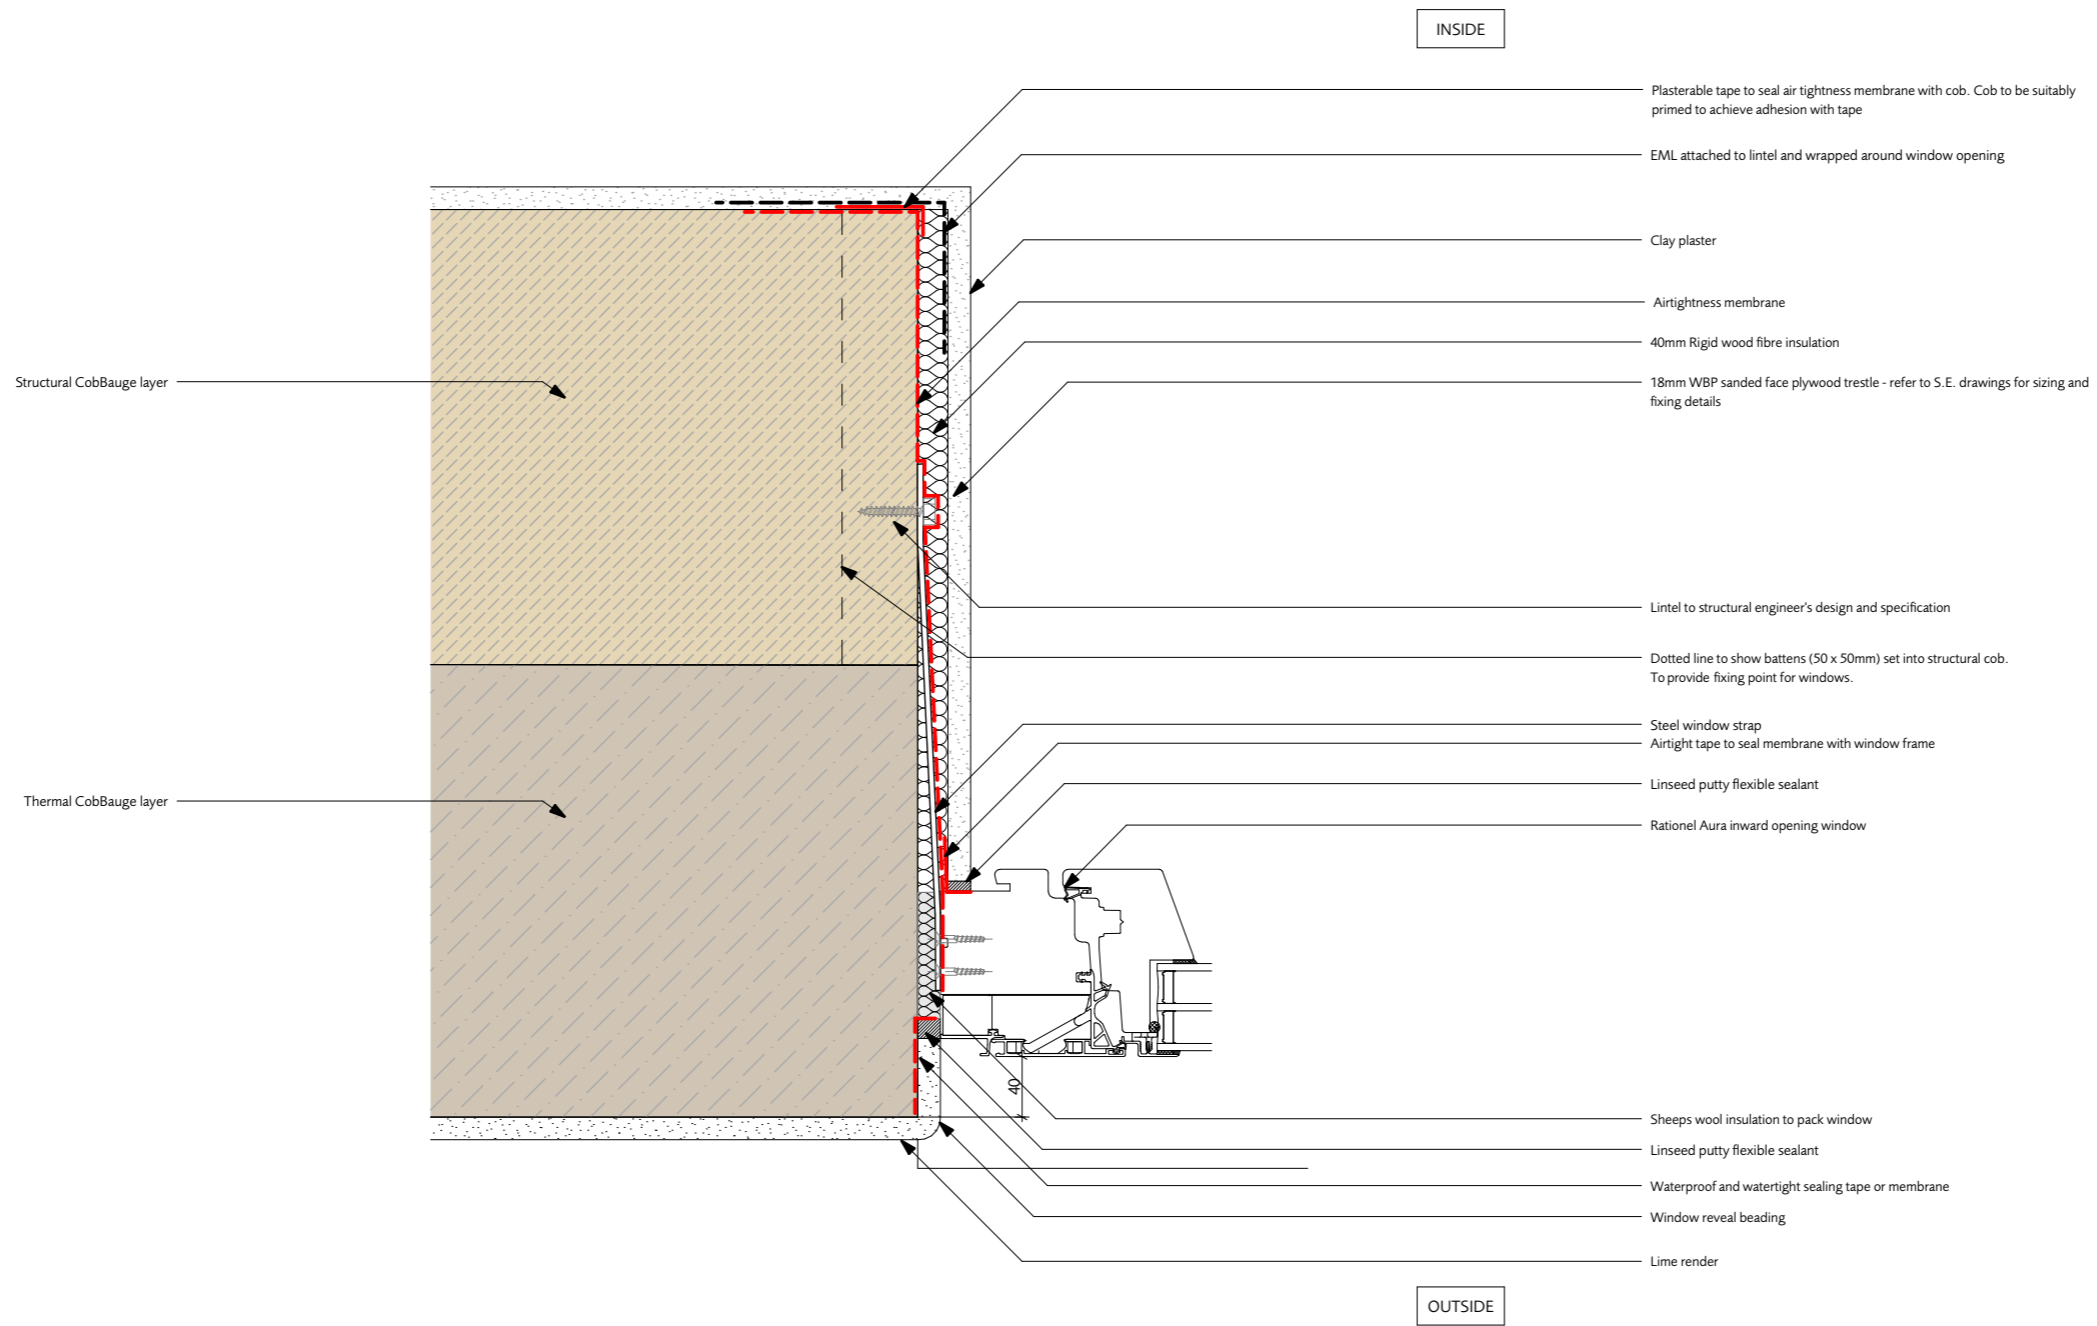 INSIDE
Plasterable tape to seal air tightness membrane with cob. Cob to be suitably
primed to achieve adhesion with tape
EML attached to lintel and wrapped around window opening
Clay plaster
Airtightness membrane
40mm Rigid wood fibre insulation
Structural CobBauge layer
18mm WBP sanded face plywood trestle - refer to S.E. drawings for sizing and
fixing details
Lintel to structural engineer's design and specification
Dotted line to show battens (50 x 50mm) set into structural cob.
To provide fixing point for windows.
Steel window strap
Airtight tape to seal membrane with window frame
Linseed putty flexible sealant
Thermal CobBauge layer
Rationel Aura inward opening window
40
Sheeps wool insulation to pack window
Linseed putty flexible sealant
Waterproof and watertight sealing tape or membrane
Window reveal beading
Lime render
OUTSIDE